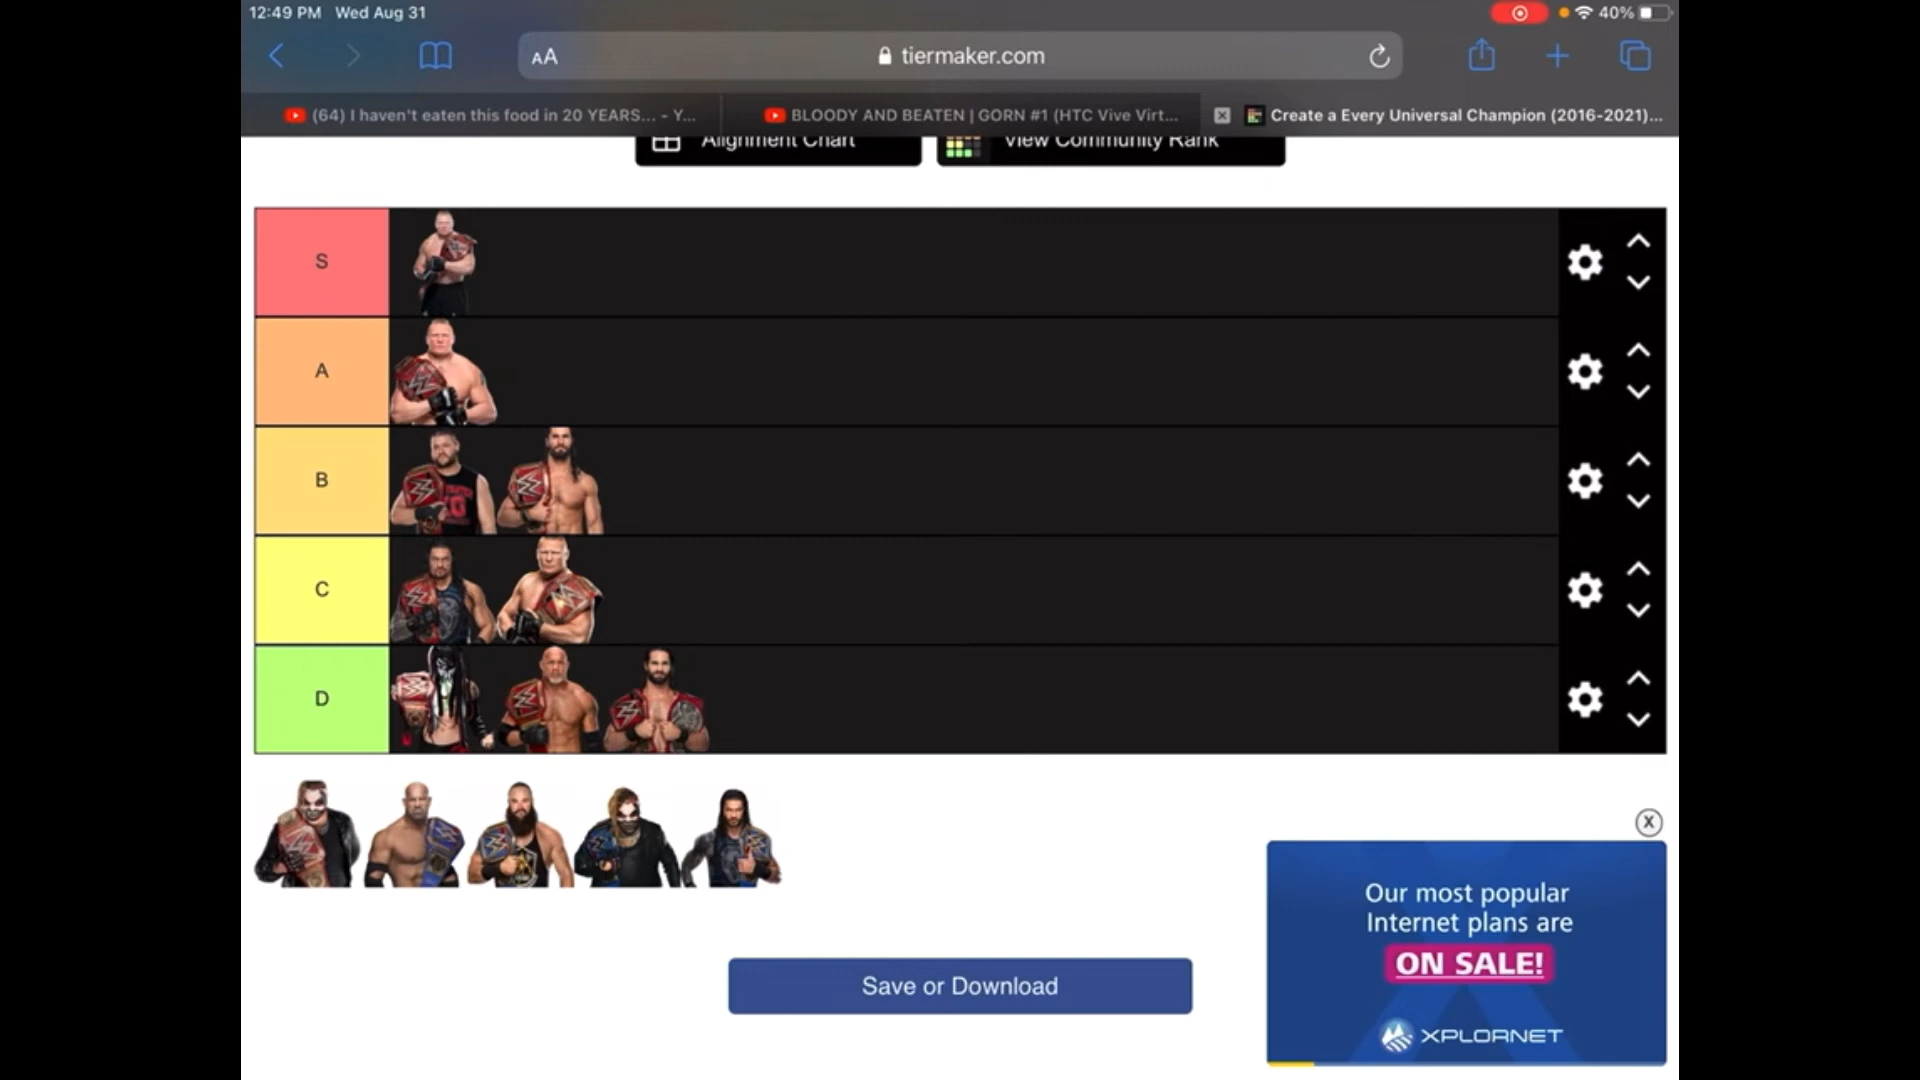 12:49 PM Wed Aug 31
40%
AA
tiermaker.com
(64) I haven't eaten this food in 20 YEARS... - Y...
BLOODY AND BEATEN | GORN #1 (HTC Vive Virt...
Create a Every Universal Champion (2016-2021)...
Alignment Chart
View Community Rank
S
A
B
C
D
X
Our most popular
Internet plans are
ON SALE!
XPLORNET
Save or Download